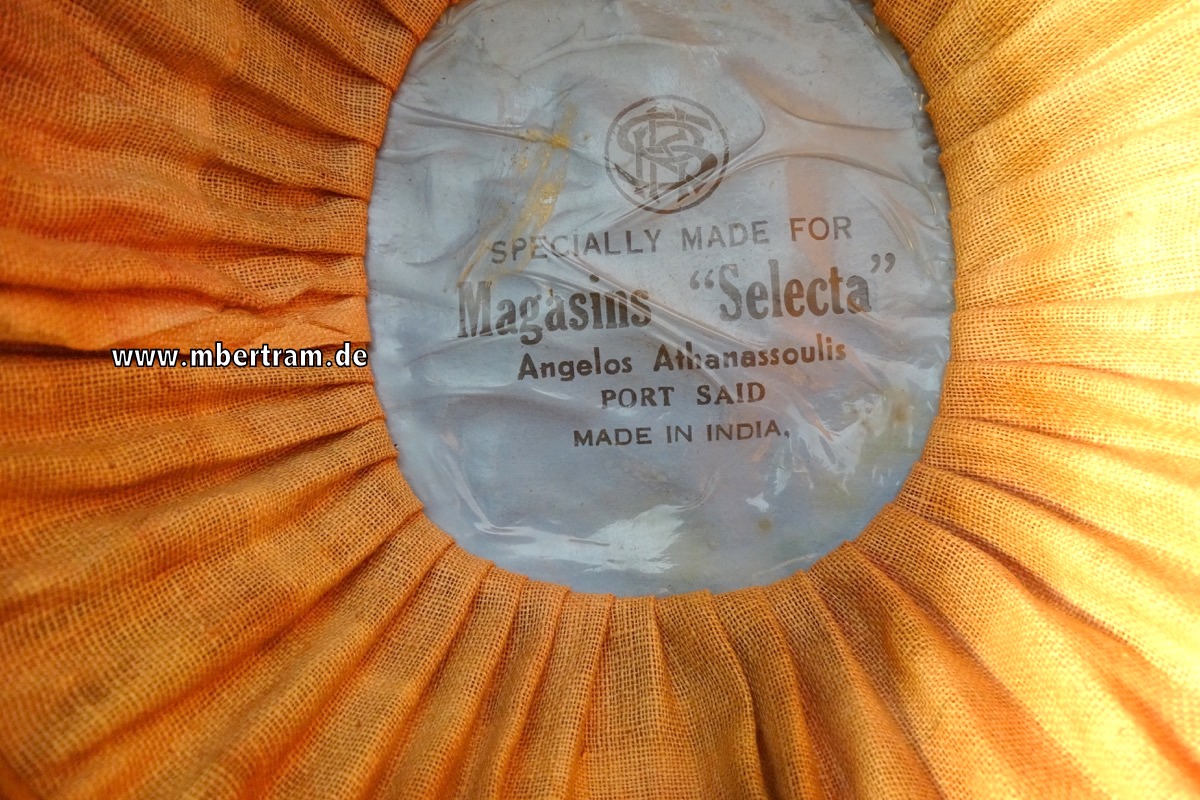 SPECIALLY MADE FOR
Magasins “Selecta”
Angelos Athanassoulis
PORT SAID
MADE IN INDIA.
www.mbertram.de